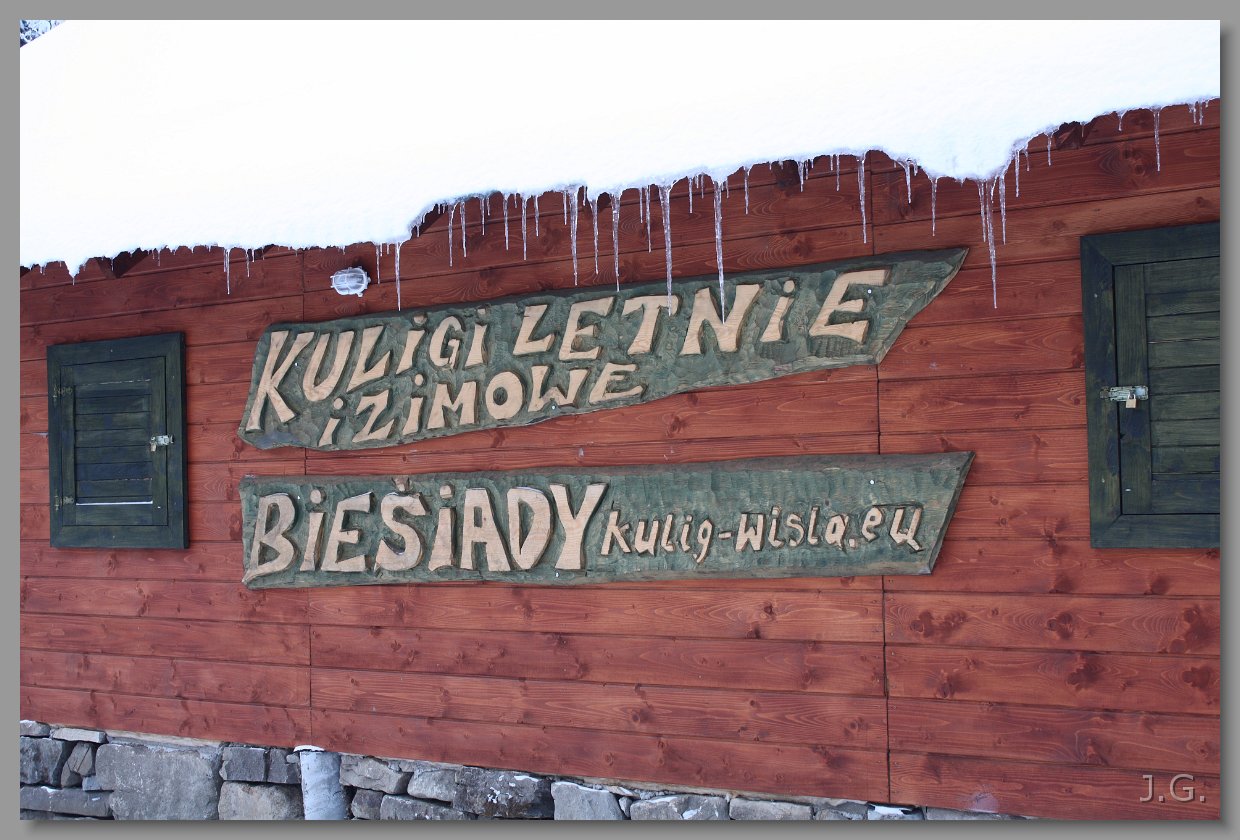 KULIGI LETNIE
i ZIMOWE
BIEŚIADY kulig-wisla.eu
J.G.